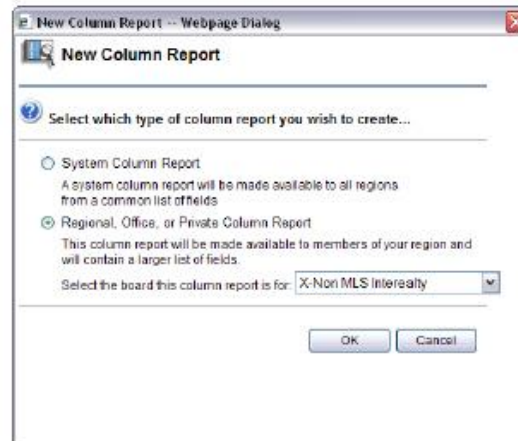 New Column Report -- Webpage Dialog
New Column Report
Select which type of column report you wish to create...
System Column Report
A system column report will be made available to all regions
from a common list of fields
Regional, Office, or Private Column Report
This column report will be made available to members of your region and
will contain a larger list of fields.
Select the board this column report is for: X-Non MLS Interealty
OK Cancel